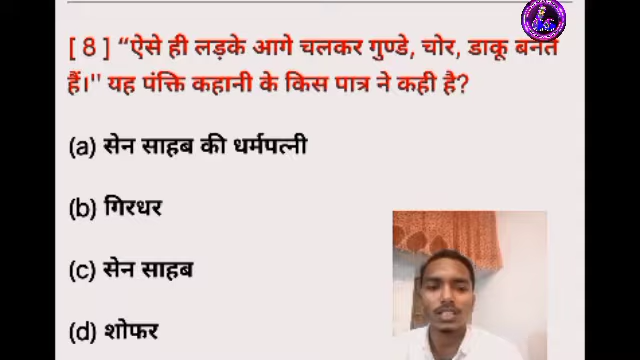 [ 8 ] “ऐसे ही लड़के आगे चलकर गुण्डे, चोर, डाकू बनते
हैं।" यह पंक्ति कहानी के किस पात्र ने कही है?
(a) सेन साहब की धर्मपत्नी
(b) गिरधर
(c) सेन साहब
(d) शोफर